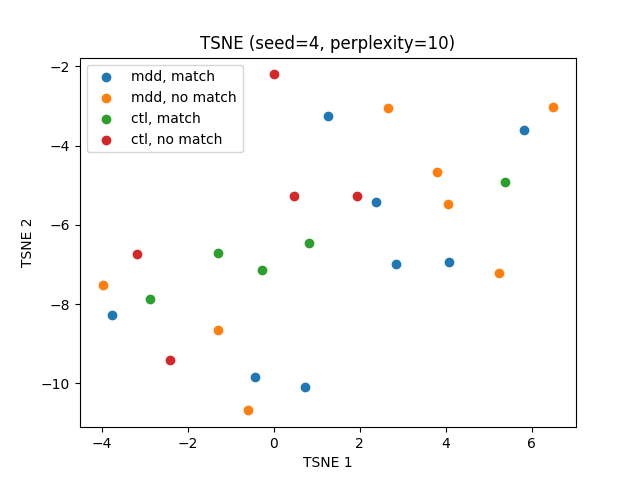 TSNE (seed=4, perplexity=10)
mdd, match
mdd, no match
ctl, match
ctl, no match
−2
−4
−6
−8
−10
TSNE 2
−4
−2
0
2
4
6
TSNE 1